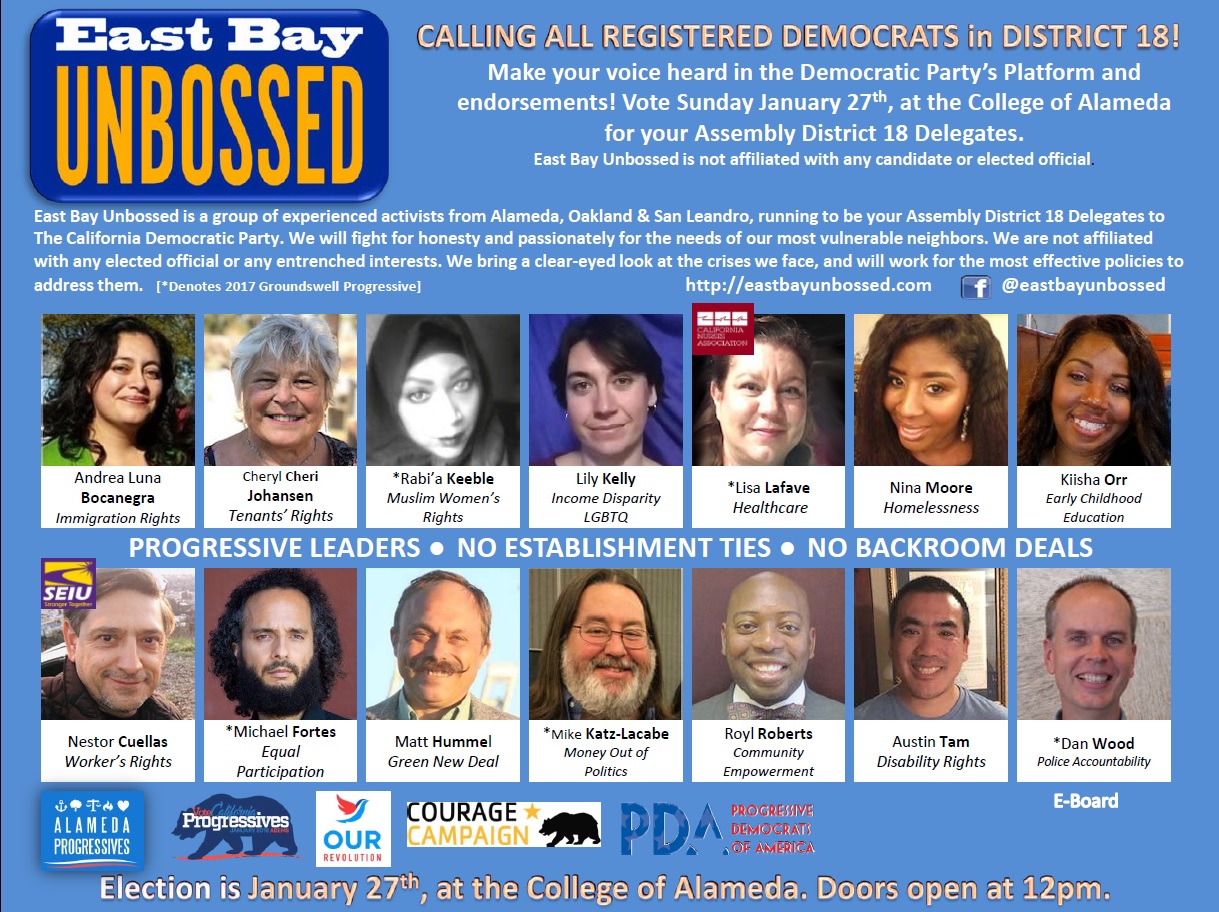 East Bay
UNBOSSED
CALLING ALL REGISTERED DEMOCRATS in DISTRICT 18!
Make your voice heard in the Democratic Party's Platform and
endorsements! Vote Sunday January 27th, at the College of Alameda
for your Assembly District 18 Delegates.
East Bay Unbossed is not affiliated with any candidate or elected official.
East Bay Unbossed is a group of experienced activists from Alameda, Oakland & San Leandro, running to be your Assembly District 18 Delegates to
The California Democratic Party. We will fight for honesty and passionately for the needs of our most vulnerable neighbors. We are not affiliated
with any elected official or any entrenched interests. We bring a clear-eyed look at the crises we face, and will work for the most effective policies to
address them. [*Denotes 2017 Groundswell Progressive] http://eastbayunbossed.com f @eastbayunbossed
CALIFORNIA
NURSES
ASSOCIATION
Andrea Luna
Bocanegra
Immigration Rights
Cheryl Cheri
Johansen
Tenants' Rights
*Rabi'a Keeble
Muslim Women's
Rights
Lily Kelly
Income Disparity
LGBTQ
*Lisa Lafave
Healthcare
Nina Moore
Homelessness
Kiisha Orr
Early Childhood
Education
PROGRESSIVE LEADERS ● NO ESTABLISHMENT TIES ● NO BACKROOM DEALS
SEIU
Stronger Together
Nestor Cuellas
Worker's Rights
*Michael Fortes
Equal
Participation
Matt Hummel
Green New Deal
*Mike Katz-Lacabe
Money Out of
Politics
Royl Roberts
Community
Empowerment
Austin Tam
Disability Rights
*Dan Wood
Police Accountability
E-Board
ALAMEDA
PROGRESSIVES
California
Progressives
OUR
REVOLUTION
COURAGE
CAMPAIGN
PDA
PROGRESSIVE
DEMOCRATS
OF AMERICA
Election is January 27th, at the College of Alameda. Doors open at 12pm.